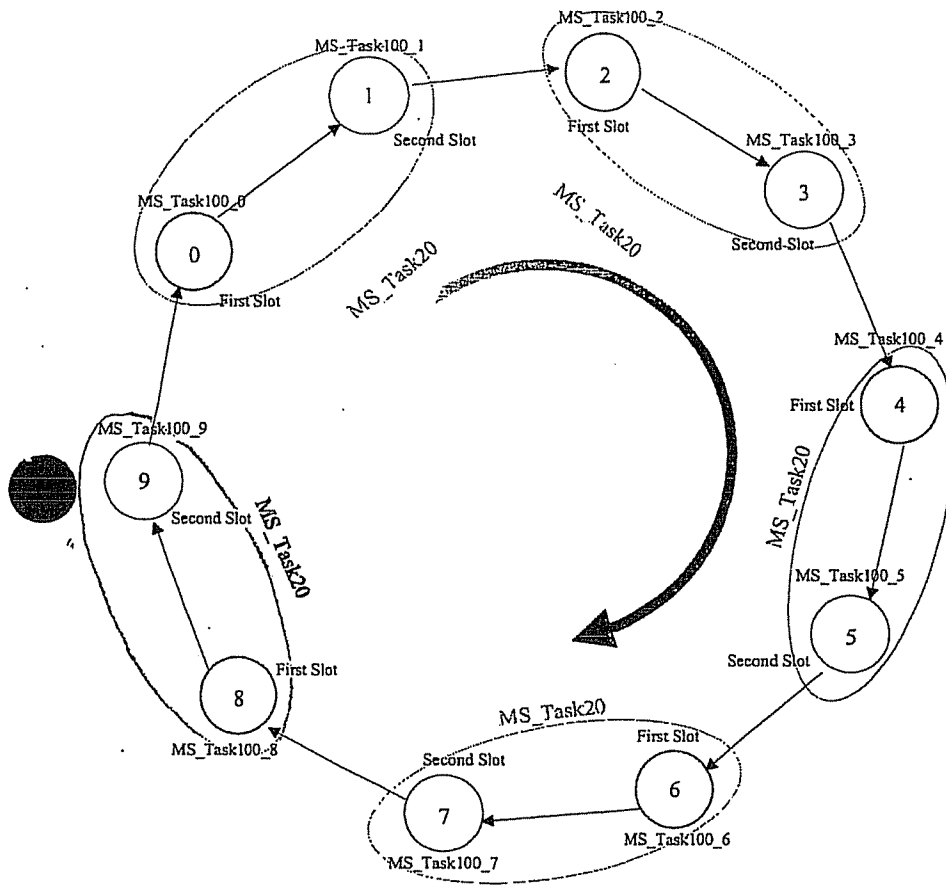 MS_Task100_1
1
Second Slot
MS_Task100_2
2
First Slot
MS_Task100_3
3
Second Slot
MS_Task100_0
0
First Slot
MS_Task20
MS_Task20
MS_Task100_4
4
First Slot
MS_Task20
MS_Task100_5
5
Second Slot
MS_Task100_9
9
Second Slot
MS_Task20
8
First Slot
MS_Task100_8
MS_Task20
First Slot
6
MS_Task100_6
Second Slot
7
MS_Task100_7